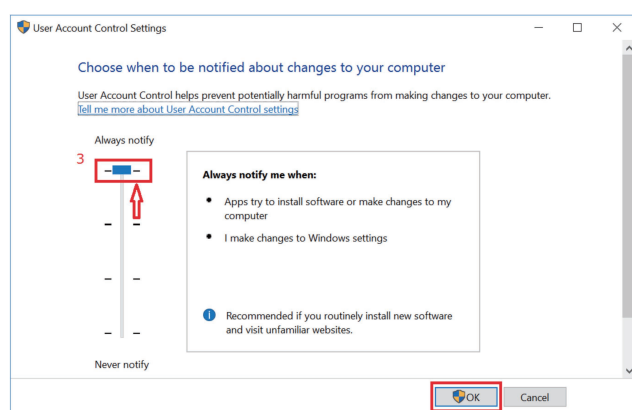 User Account Control Settings
Choose when to be notified about changes to your computer
User Account Control helps prevent potentially harmful programs from making changes to your computer.
Tell me more about User Account Control settings
Always notify
3
Always notify me when:
Apps try to install software or make changes to my
computer
I make changes to Windows settings
Recommended if you routinely install new software
and visit unfamiliar websites.
Never notify
OK
Cancel